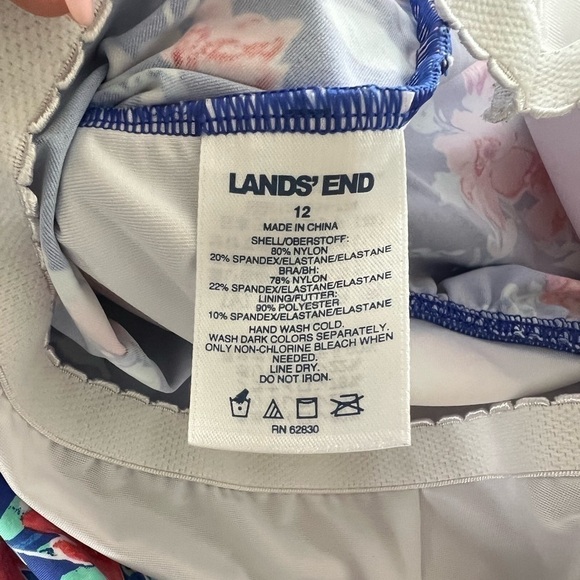 LANDS' END
12
MADE IN CHINA
SHELL/OBERSTOFF:
80% NYLON
20% SPANDEX/ELASTANE/ELASTANE
BRA/BH:
78% NYLON
22% SPANDEX/ELASTANE/ELASTANE
LINING/FUTTER:
90% POLYESTER
10% SPANDEX/ELASTANE/ELASTANE
HAND WASH COLD.
WASH DARK COLORS SEPARATELY.
ONLY NON-CHLORINE BLEACH WHEN
NEEDED.
LINE DRY.
DO NOT IRON.
RN 62830